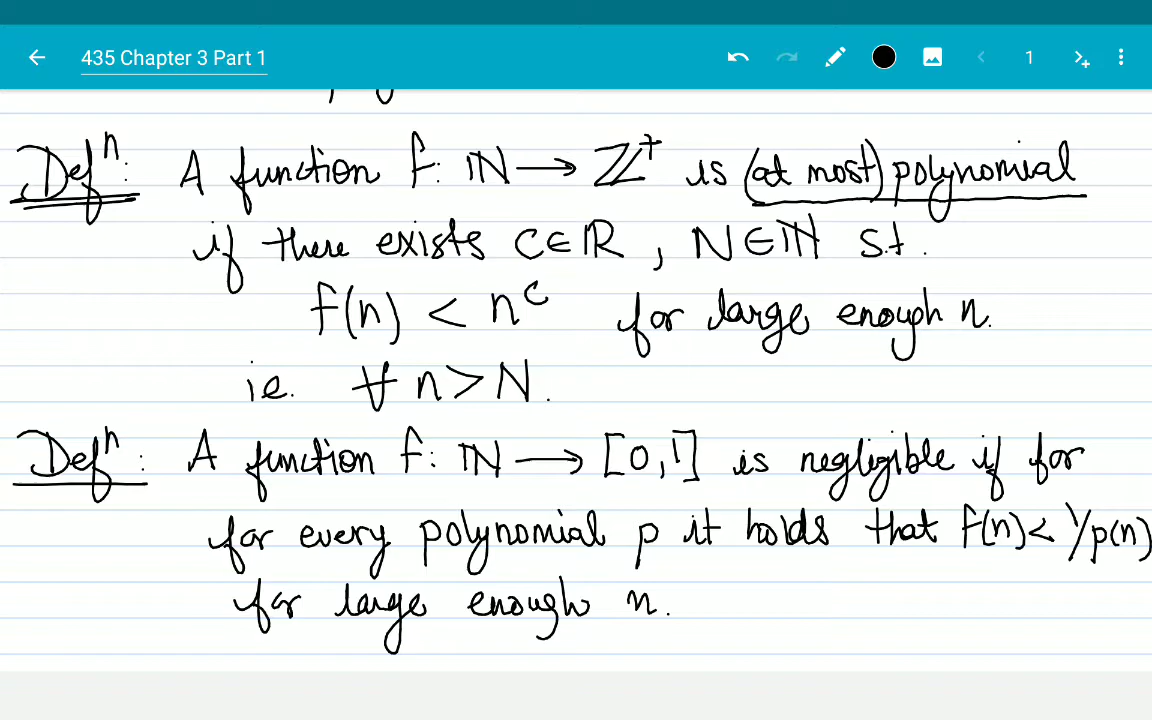 435 Chapter 3 Part 1
1
Defⁿ: A function f: ℕ → ℤ⁺ is (at most) polynomial
if there exists c∈ℝ, N∈ℕ s.t.
f(n) < n^c for large enough n.
ie. ∀ n>N.
Defⁿ: A function f: ℕ → [0,1] is negligible if for
for every polynomial p it holds that f(n)< 1/p(n)
for large enough n.